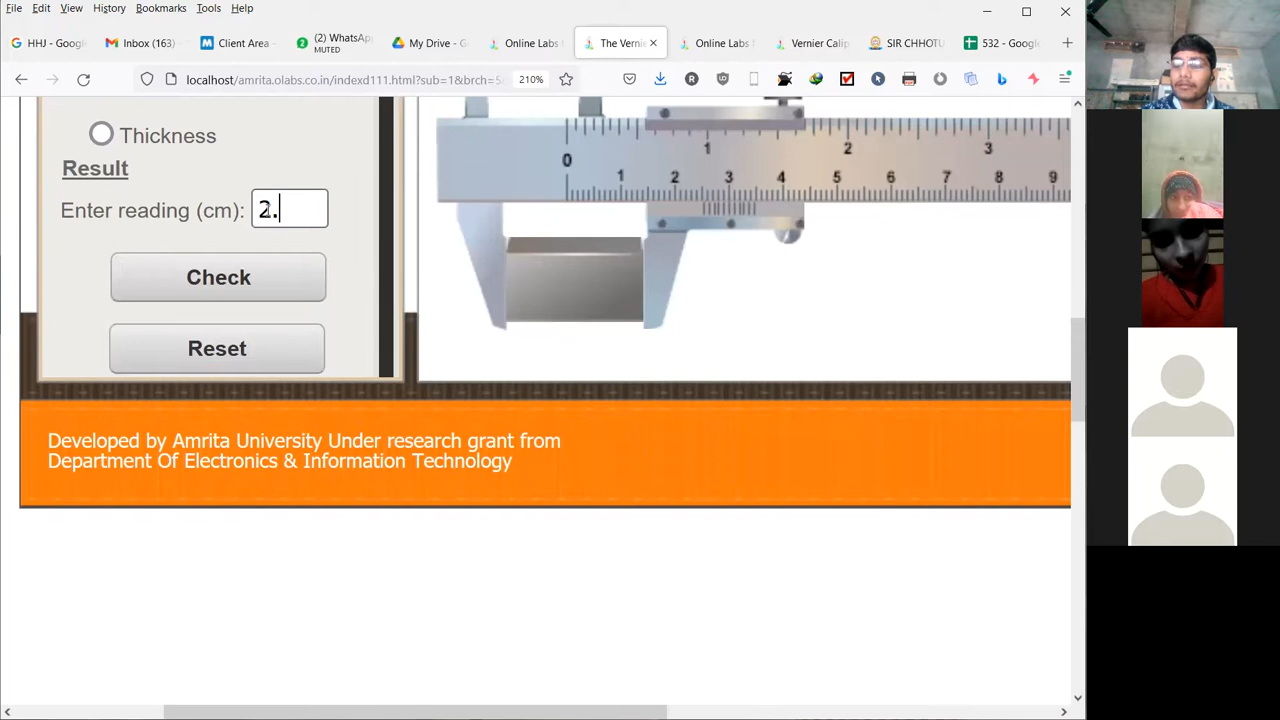 File Edit View History Bookmarks Tools Help
HHJ - Googl
Inbox (163
Client Area
(2) WhatsAp
MUTED
My Drive - G
Online Labs
The Vernie
Online Labs
Vernier Calip
SIR CHHOTU
532 - Google
localhost/amrita.olabs.co.in/indexd111.html?sub=1&brch=5
210%
Thickness
Result
Enter reading (cm): 2.
Check
Reset
1 2 3
0
1 2 3 4 5 6 7 8 9
Developed by Amrita University Under research grant from
Department Of Electronics & Information Technology